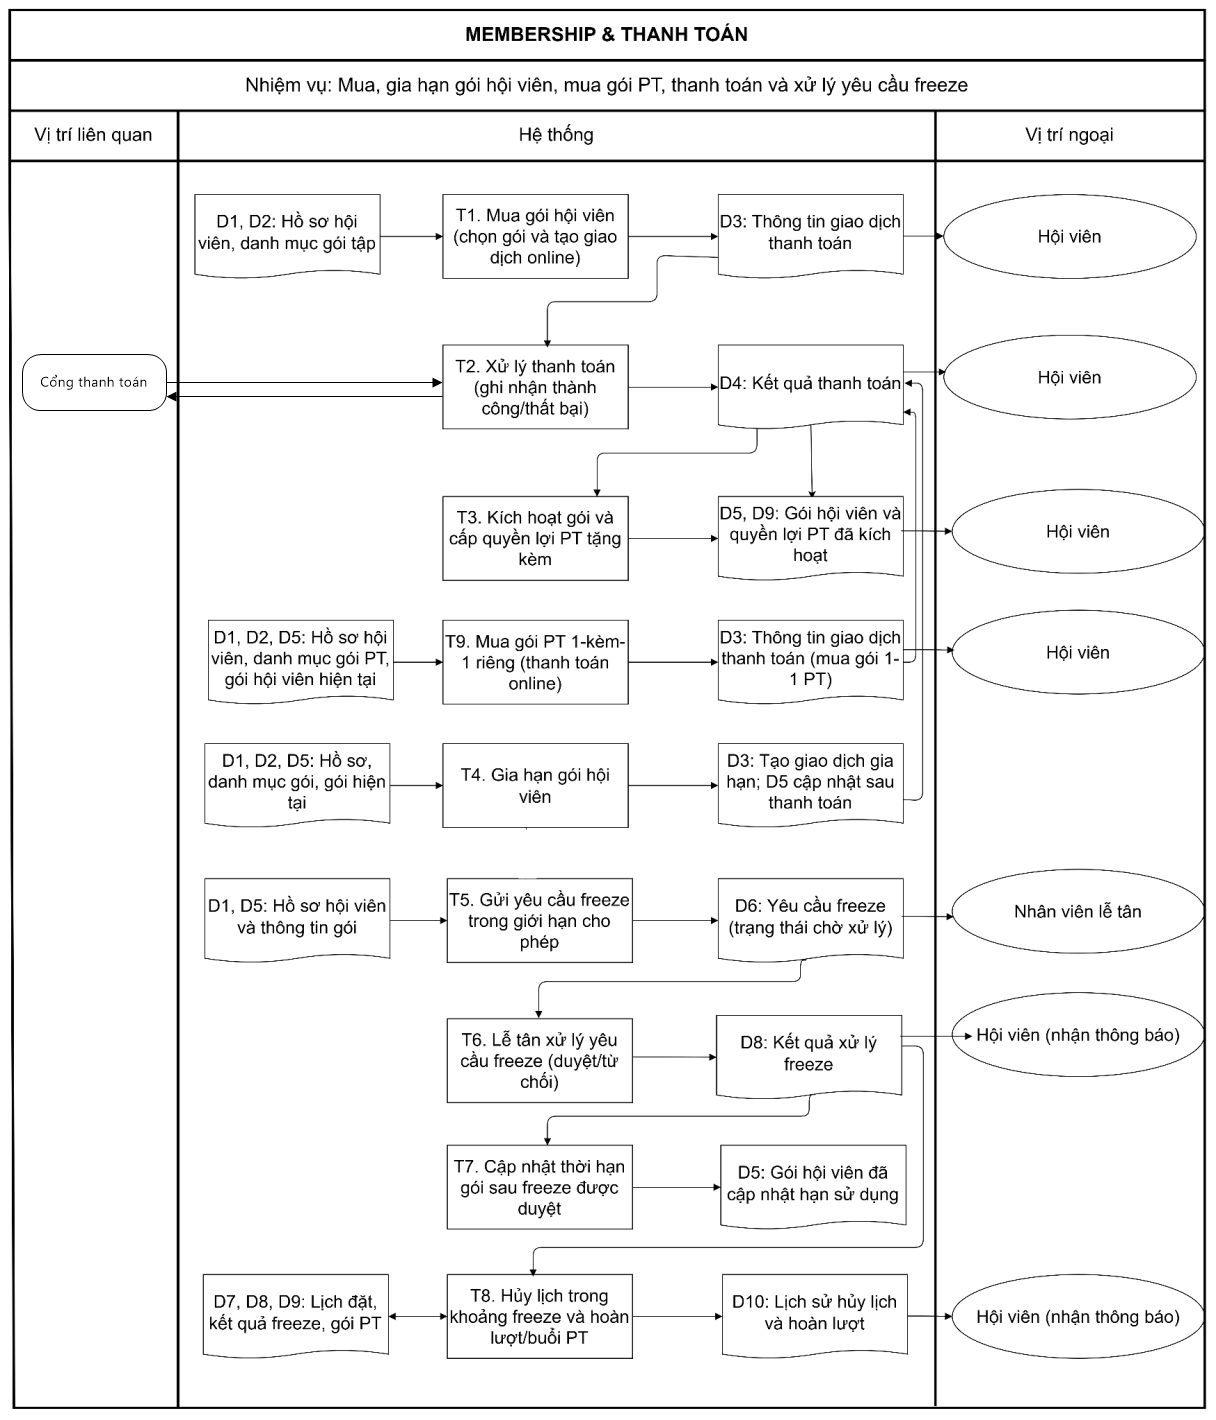 MEMBERSHIP & THANH TOÁN
Nhiệm vụ: Mua, gia hạn gói hội viên, mua gói PT, thanh toán và xử lý yêu cầu freeze
Vị trí liên quan
Hệ thống
Vị trí ngoại
D1, D2: Hồ sơ hội
viên, danh mục gói tập
T1. Mua gói hội viên
(chọn gói và tạo giao
dịch online)
D3: Thông tin giao dịch
thanh toán
Hội viên
Cổng thanh toán
T2. Xử lý thanh toán
(ghi nhận thành
công/thất bại)
D4: Kết quả thanh toán
Hội viên
T3. Kích hoạt gói và
cấp quyền lợi PT tặng
kèm
D5, D9: Gói hội viên và
quyền lợi PT đã kích
hoạt
Hội viên
D1, D2, D5: Hồ sơ hội
viên, danh mục gói PT,
gói hội viên hiện tại
T9. Mua gói PT 1-kèm-
1 riêng (thanh toán
online)
D3: Thông tin giao dịch
thanh toán (mua gói 1-
1 PT)
Hội viên
D1, D2, D5: Hồ sơ,
danh mục gói, gói hiện
tại
T4. Gia hạn gói hội
viên
D3: Tạo giao dịch gia
hạn; D5 cập nhật sau
thanh toán
D1, D5: Hồ sơ hội viên
và thông tin gói
T5. Gửi yêu cầu freeze
trong giới hạn cho
phép
D6: Yêu cầu freeze
(trạng thái chờ xử lý)
Nhân viên lễ tân
T6. Lễ tân xử lý yêu
cầu freeze (duyệt/từ
chối)
D8: Kết quả xử lý
freeze
Hội viên (nhận thông báo)
T7. Cập nhật thời hạn
gói sau freeze được
duyệt
D5: Gói hội viên đã
cập nhật hạn sử dụng
D7, D8, D9: Lịch đặt,
kết quả freeze, gói PT
T8. Hủy lịch trong
khoảng freeze và hoàn
lượt/buổi PT
D10: Lịch sử hủy lịch
và hoàn lượt
Hội viên (nhận thông báo)